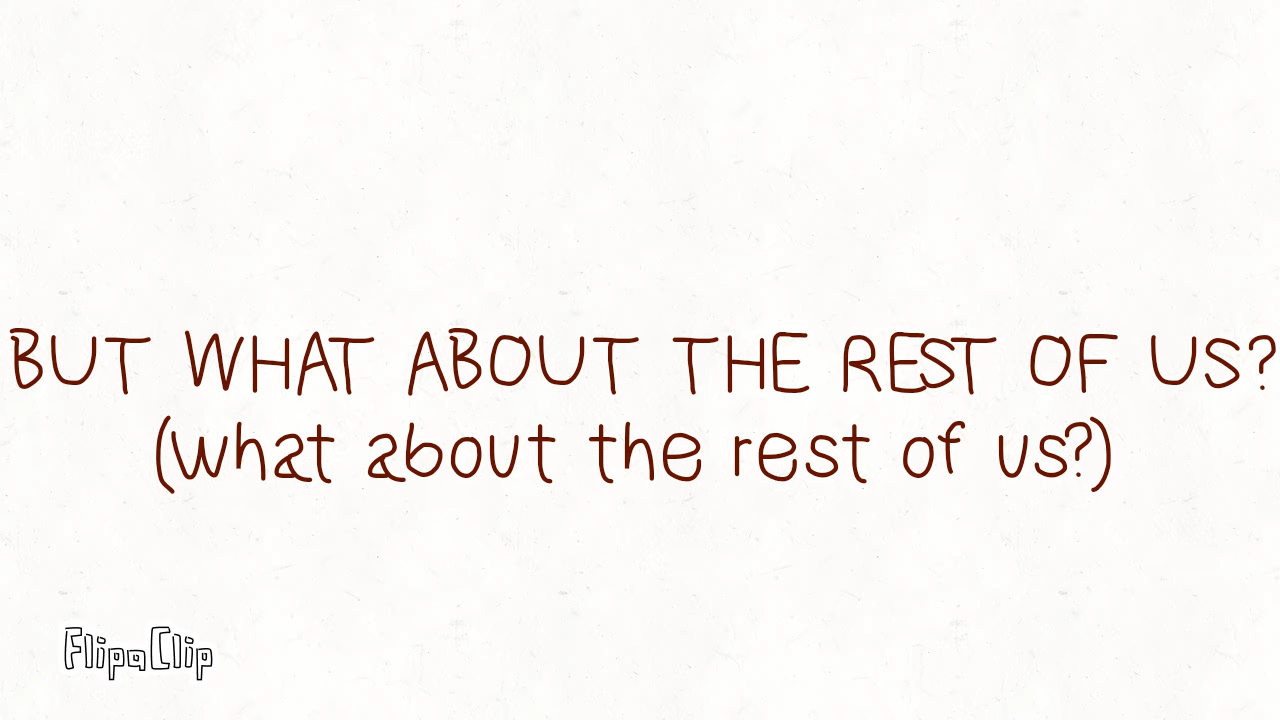 BUT WHAT ABOUT THE REST OF US?
(what about the rest of us?)
FlipaClip